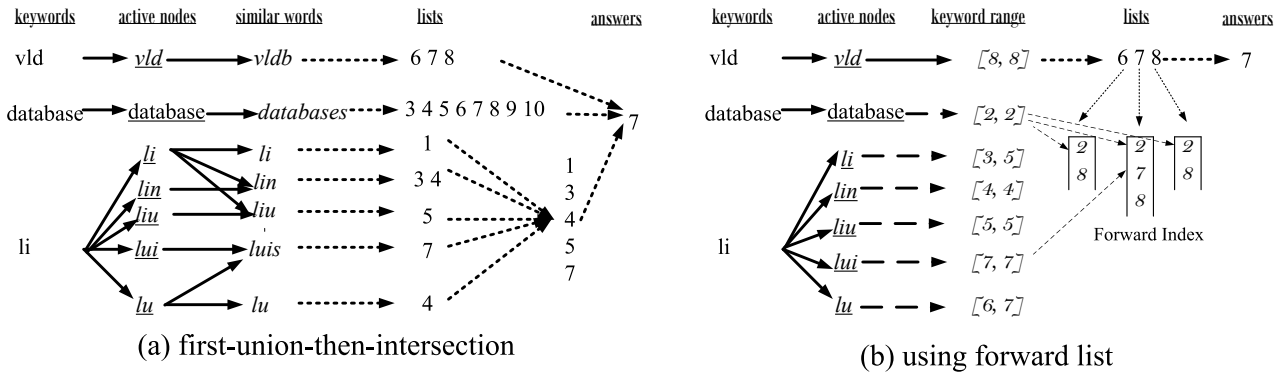 keywords active nodes similar words lists answers
vld vld vldb 6 7 8
database database databases 3 4 5 6 7 8 9 10 7
li li 1
lin lin 3 4
liu liu 5
li lui luis 7
lu lu 4
1
3
4
5
7
(a) first-union-then-intersection
keywords active nodes keyword range lists answers
vld vld [8, 8] 6 7 8 7
database database [2, 2]
li [3, 5]
lin [4, 4]
liu [5, 5]
li lui [7, 7]
lu [6, 7]
2 2 2
8 7 8
8
Forward Index
(b) using forward list